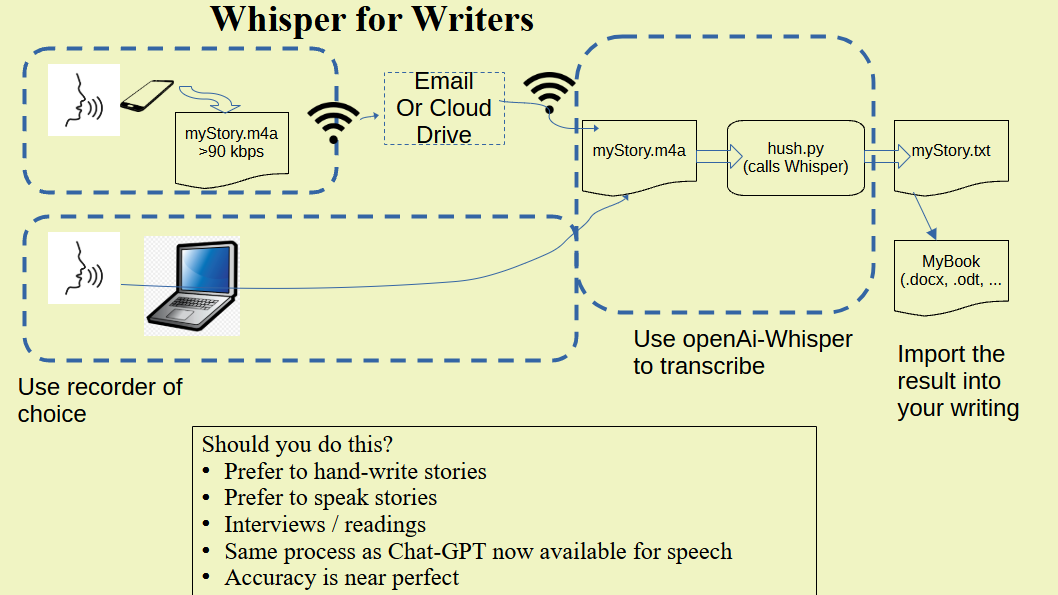 Whisper for Writers
myStory.m4a
>90 kbps
Email
Or Cloud
Drive
myStory.m4a
hush.py
(calls Whisper)
myStory.txt
MyBook
(.docx, .odt, ...
Use recorder of
choice
Use openAi-Whisper
to transcribe
Import the
result into
your writing
Should you do this?
• Prefer to hand-write stories
• Prefer to speak stories
• Interviews / readings
• Same process as Chat-GPT now available for speech
• Accuracy is near perfect